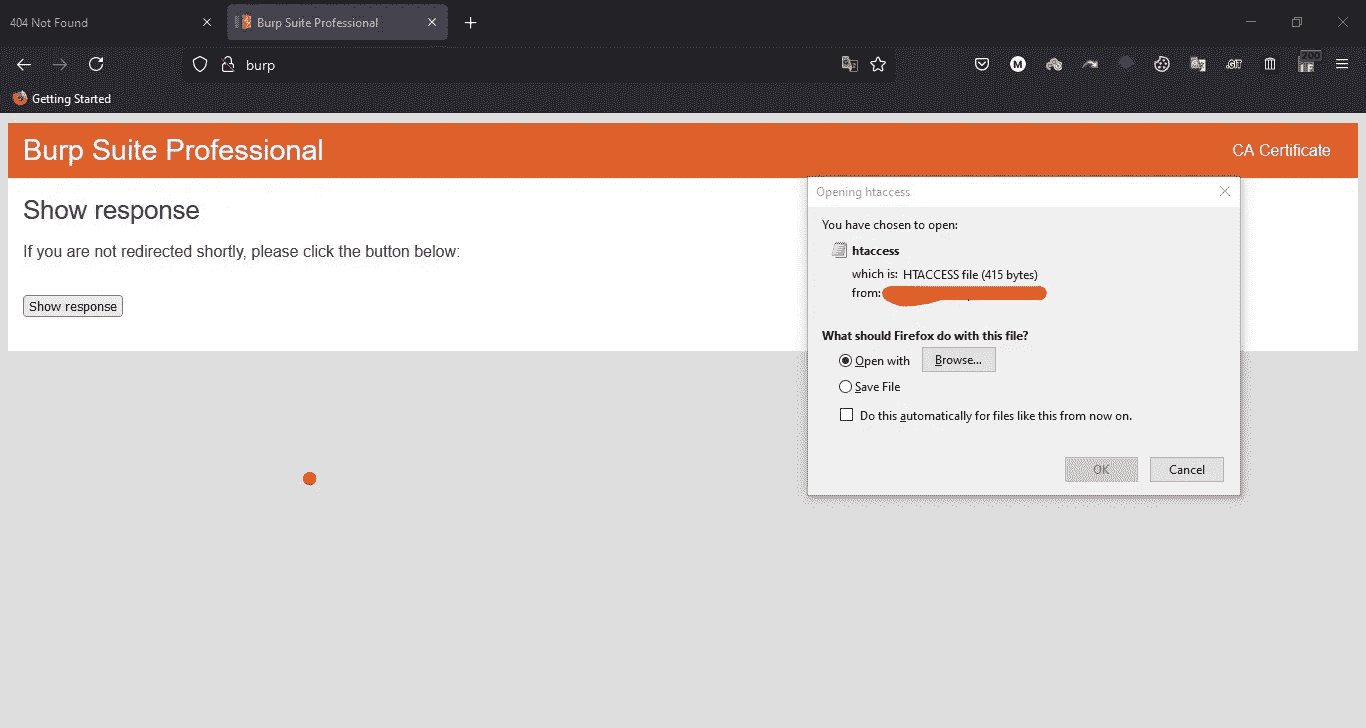 404 Not Found
Burp Suite Professional
burp
Getting Started
Burp Suite Professional
CA Certificate
Show response
If you are not redirected shortly, please click the button below:
Show response
Opening htaccess
You have chosen to open:
htaccess
which is: HTACCESS file (415 bytes)
from:
What should Firefox do with this file?
Open with
Browse...
Save File
Do this automatically for files like this from now on.
OK
Cancel